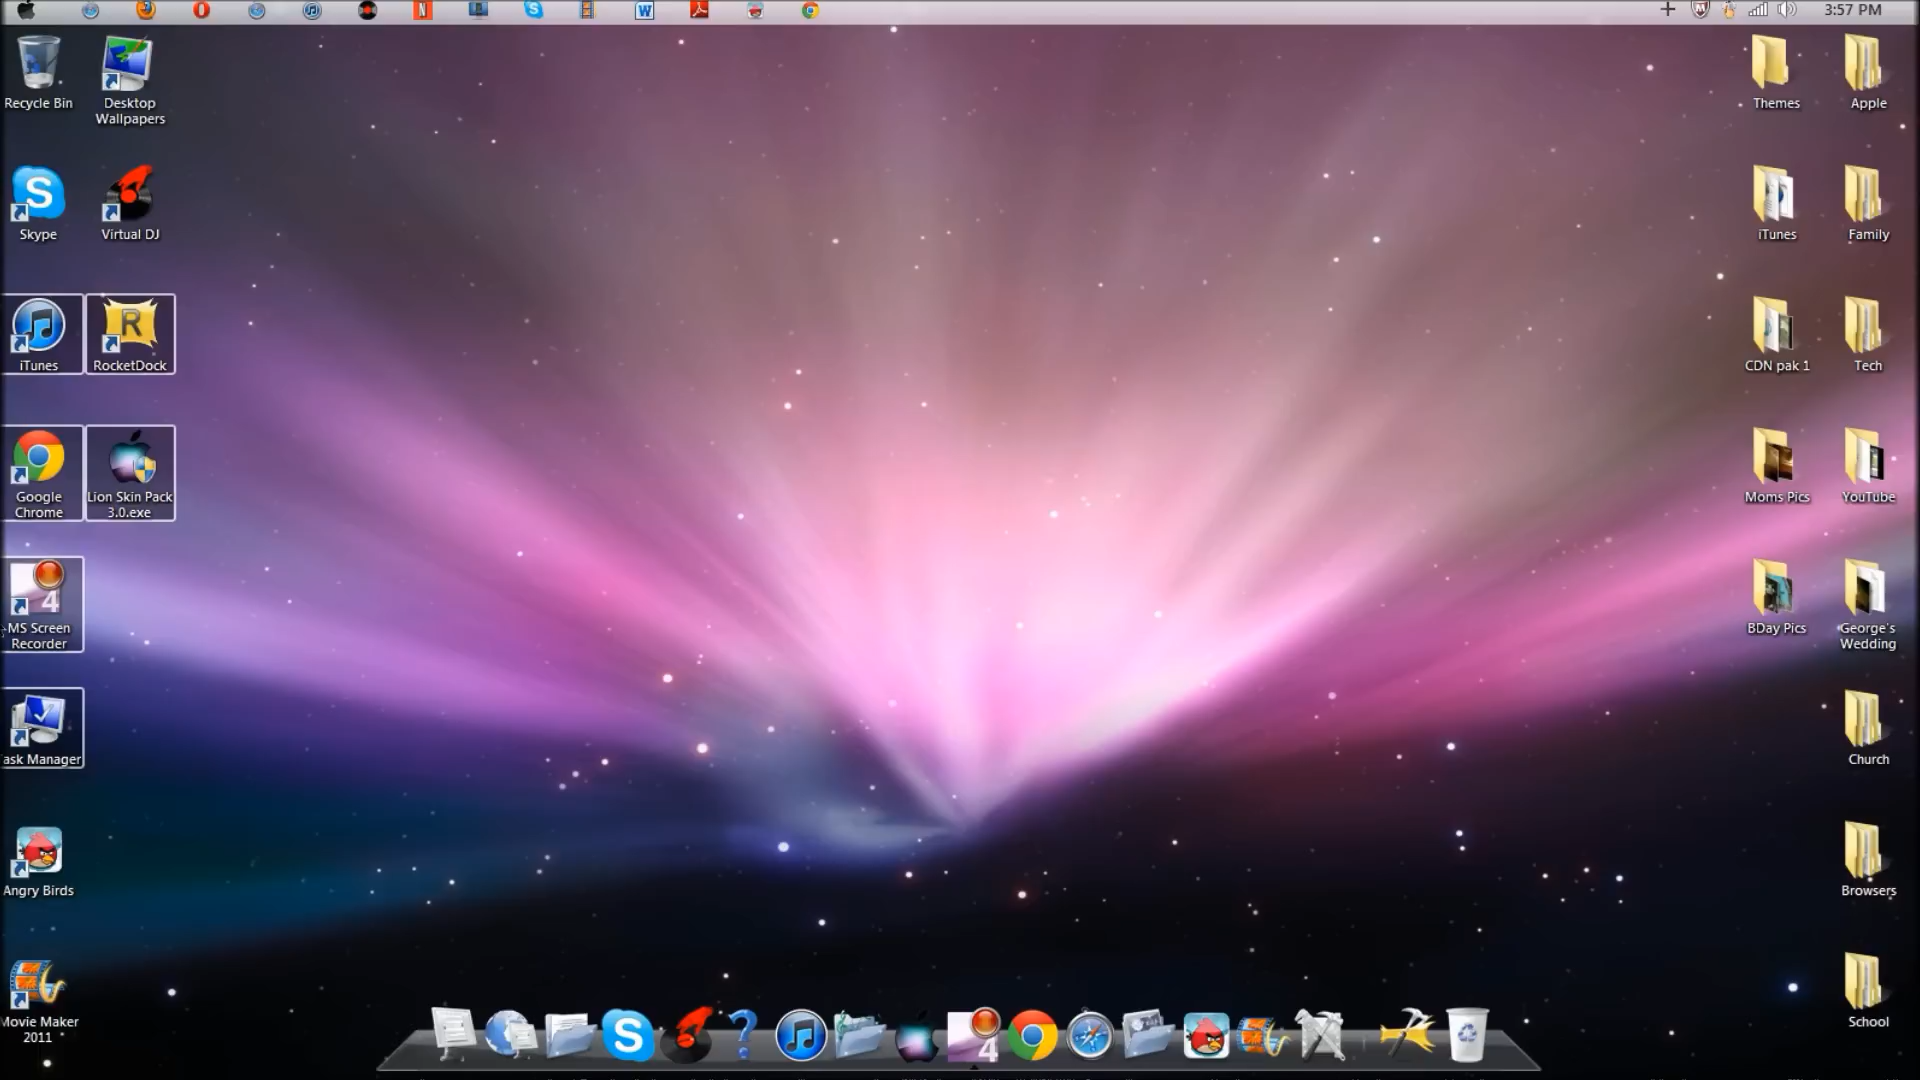 3:57 PM
Recycle Bin
Desktop
Wallpapers
Themes
Apple
Skype
Virtual DJ
iTunes
Family
iTunes
RocketDock
CDN pak 1
Tech
Google
Chrome
Lion Skin Pack
3.0.exe
Moms Pics
YouTube
MS Screen
Recorder
BDay Pics
George's
Wedding
ask Manager
Church
Angry Birds
Browsers
Movie Maker
2011
School